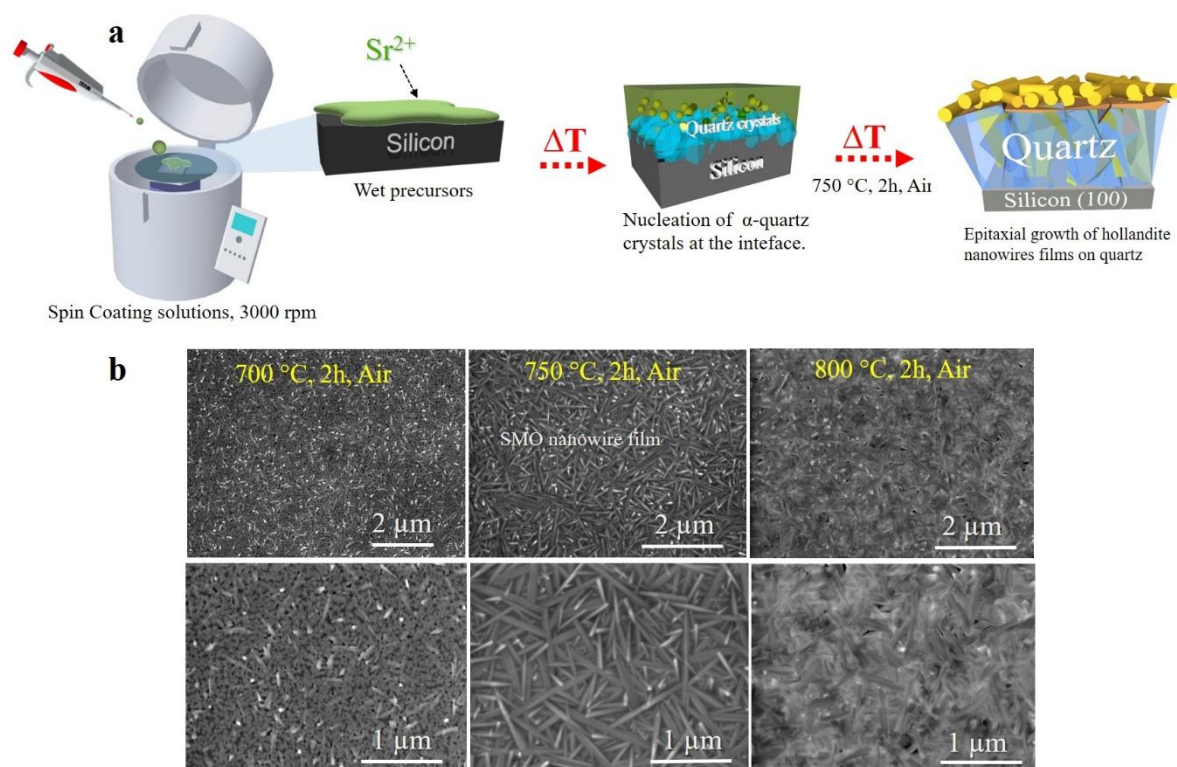 a
Sr²⁺
Silicon
Wet precursors
ΔT
Quartz crystals
Silicon
Nucleation of α-quartz
crystals at the inteface.
ΔT
750 °C, 2h, Air
Quartz
Silicon (100)
Epitaxial growth of hollandite
nanowires films on quartz
Spin Coating solutions, 3000 rpm
b
700 °C, 2h, Air
750 °C, 2h, Air
800 °C, 2h, Air
SMO nanowire film
2 µm
2 µm
2 µm
1 µm
1 µm
1 µm